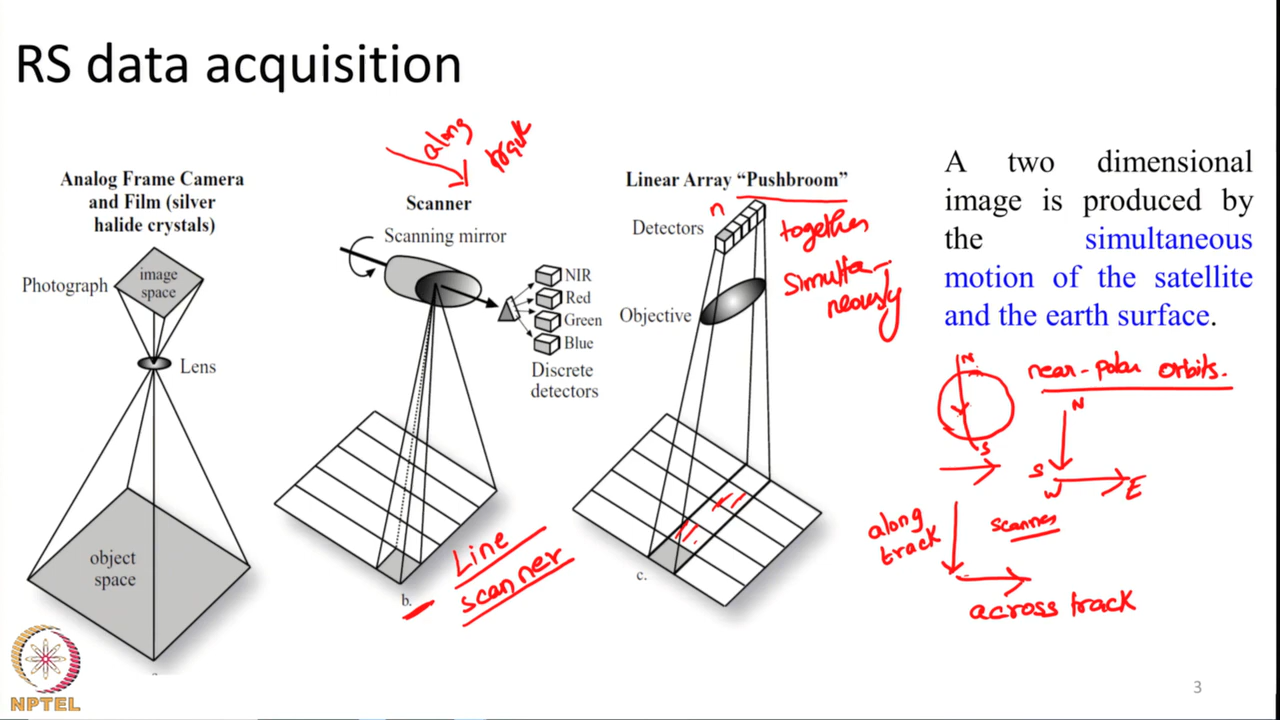 RS data acquisition
Analog Frame Camera
and Film (silver
halide crystals)
Photograph
image
space
Lens
object
space
along
track
Scanner
Scanning mirror
NIR
Red
Green
Blue
Discrete
detectors
b.
Line
scanner
Linear Array “Pushbroom”
n
Detectors
together
Simulta-
neously
Objective
c.
A two dimensional
image is produced by
the simultaneous
motion of the satellite
and the earth surface.
near-polar orbits.
N
S
N
S
W
E
along
track
scanner
across track
NPTEL
3